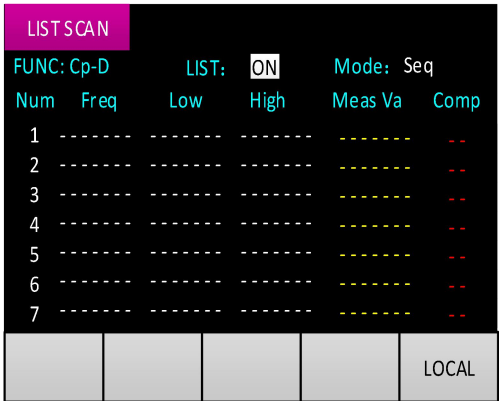 LIST SCAN
FUNC: Cp-D LIST: ON Mode: Seq
Num Freq Low High Meas Va Comp
1 ------- ------- ------- ------- --
2 ------- ------- ------- ------- --
3 ------- ------- ------- ------- --
4 ------- ------- ------- ------- --
5 ------- ------- ------- ------- --
6 ------- ------- ------- ------- --
7 ------- ------- ------- ------- --
LOCAL